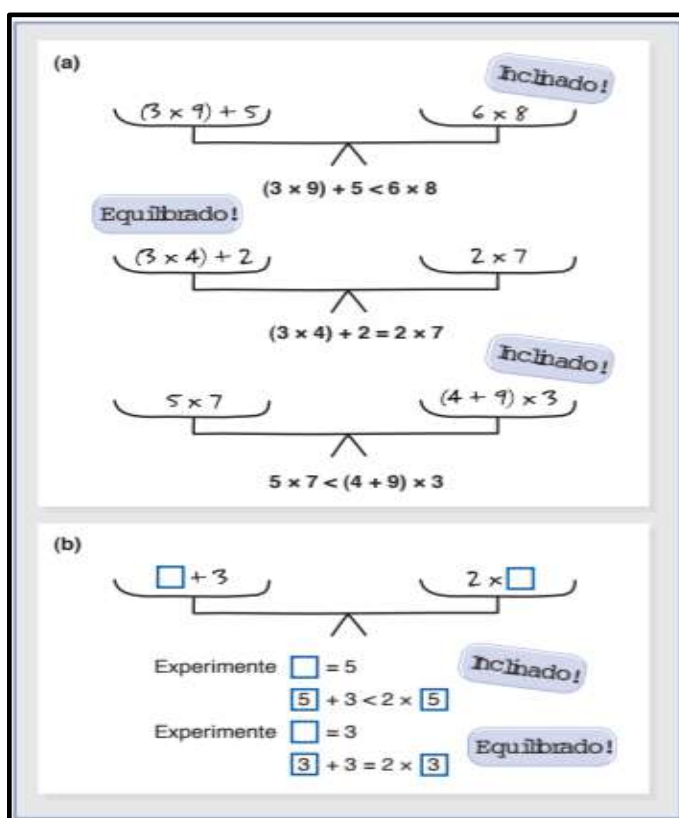 (a)
Inclinado!
(3 × 9) + 5
6 × 8
(3 × 9) + 5 < 6 × 8
Equilibrado!
(3 × 4) + 2
2 × 7
(3 × 4) + 2 = 2 × 7
Inclinado!
5 × 7
(4 + 9) × 3
5 × 7 < (4 + 9) × 3
(b)
□ + 3
2 × □
Experimente □ = 5
Inclinado!
5 + 3 < 2 × 5
Experimente □ = 3
Equilibrado!
3 + 3 = 2 × 3